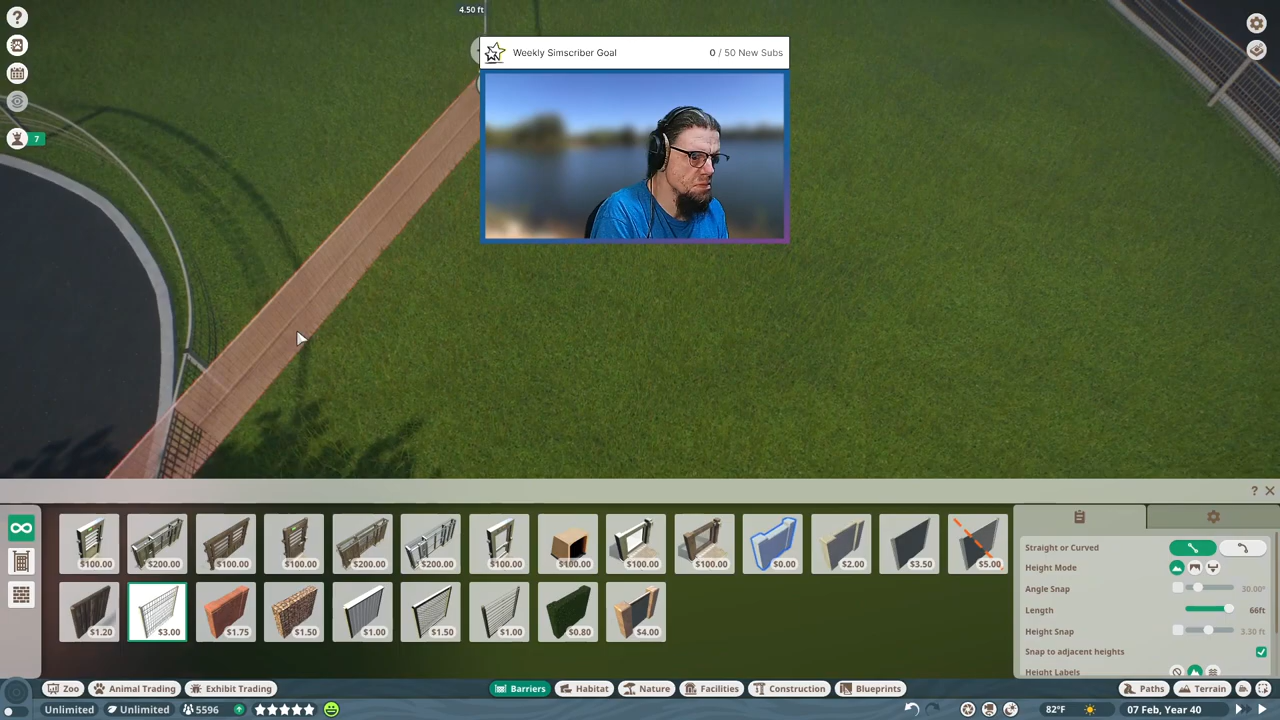 4.50 ft
Weekly Simscriber Goal 0 / 50 New Subs
7
$100.00 $200.00 $100.00 $100.00 $200.00 $200.00 $100.00 $100.00 $100.00 $100.00 $0.00 $2.00 $3.50 $5.00
$1.20 $3.00 $1.75 $1.50 $1.00 $1.50 $1.00 $0.80 $4.00
Straight or Curved
Height Mode
Angle Snap 30.00°
Length 66ft
Height Snap 3.30 ft
Snap to adjacent heights
Height Labels
Zoo Animal Trading Exhibit Trading Barriers Habitat Nature Facilities Construction Blueprints Paths Terrain
Unlimited Unlimited 5596 82°F 07 Feb, Year 40